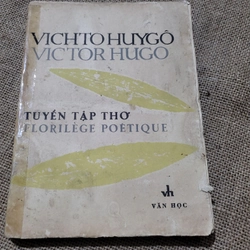 VICHTO HUYGÔ
VICTOR HUGO
TUYỂN TẬP THƠ
FLORILÈGE POÉTIQUE
vh
VĂN HỌC